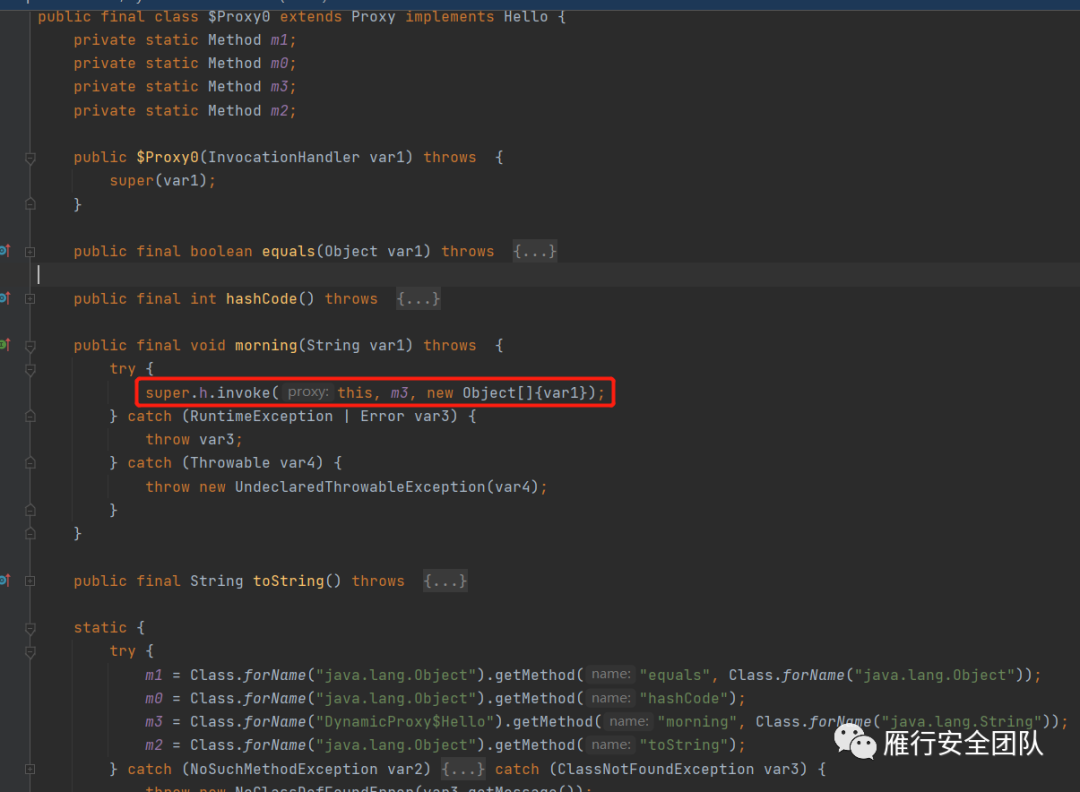 public final class $Proxy0 extends Proxy implements Hello {
private static Method m1;
private static Method m0;
private static Method m3;
private static Method m2;
public $Proxy0(InvocationHandler var1) throws {
super(var1);
}
public final boolean equals(Object var1) throws {...}
public final int hashCode() throws {...}
public final void morning(String var1) throws {
try {
super.h.invoke( proxy: this, m3, new Object[]{var1});
} catch (RuntimeException | Error var3) {
throw var3;
} catch (Throwable var4) {
throw new UndeclaredThrowableException(var4);
}
}
public final String toString() throws {...}
static {
try {
m1 = Class.forName("java.lang.Object").getMethod( name: "equals", Class.forName("java.lang.Object"));
m0 = Class.forName("java.lang.Object").getMethod( name: "hashCode");
m3 = Class.forName("DynamicProxy$Hello").getMethod( name: "morning", Class.forName("java.lang.String"));
m2 = Class.forName("java.lang.Object").getMethod( name: "toString");
雁行安全团队
} catch (NoSuchMethodException var2) {...} catch (ClassNotFoundException var3) {
throw new NoClassDefFoundError(var3.getMessage());